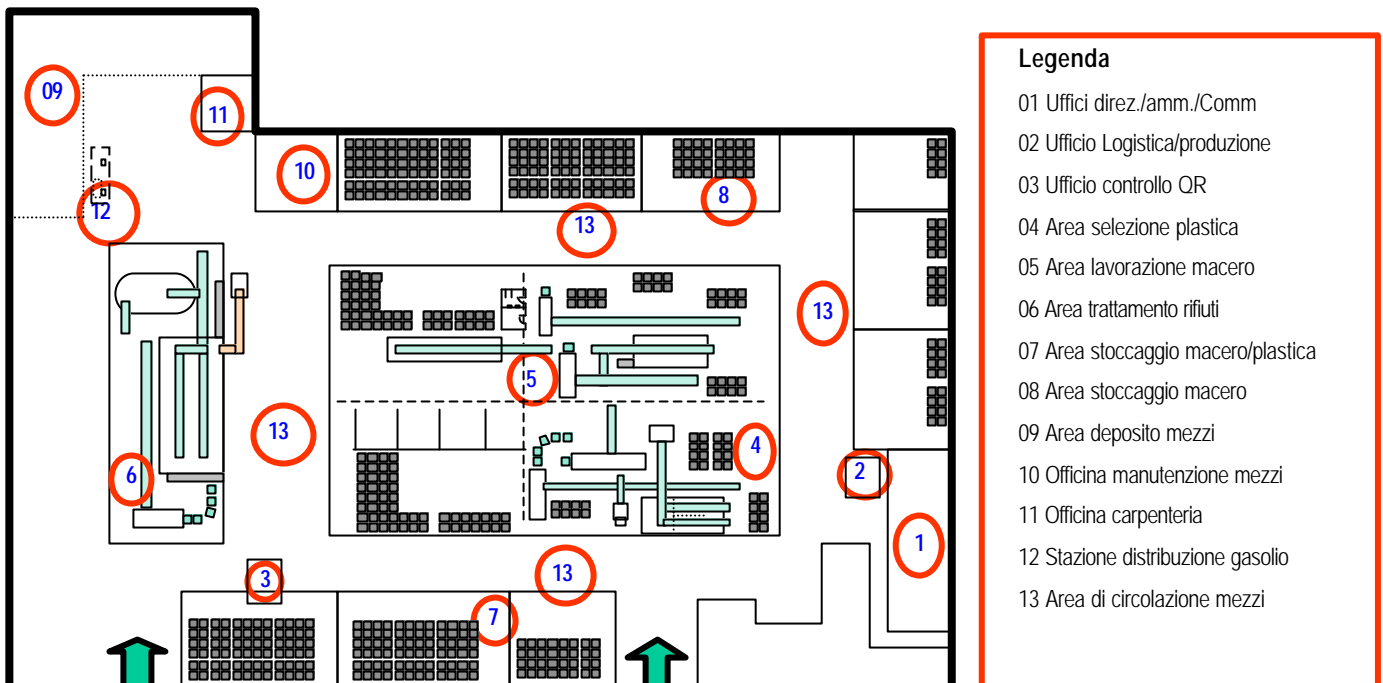 09
11
10
8
12
13
13
5
13
4
6
2
1
3
13
7
Legenda
01 Uffici direz./amm./Comm
02 Ufficio Logistica/produzione
03 Ufficio controllo QR
04 Area selezione plastica
05 Area lavorazione macero
06 Area trattamento rifiuti
07 Area stoccaggio macero/plastica
08 Area stoccaggio macero
09 Area deposito mezzi
10 Officina manutenzione mezzi
11 Officina carpenteria
12 Stazione distribuzione gasolio
13 Area di circolazione mezzi